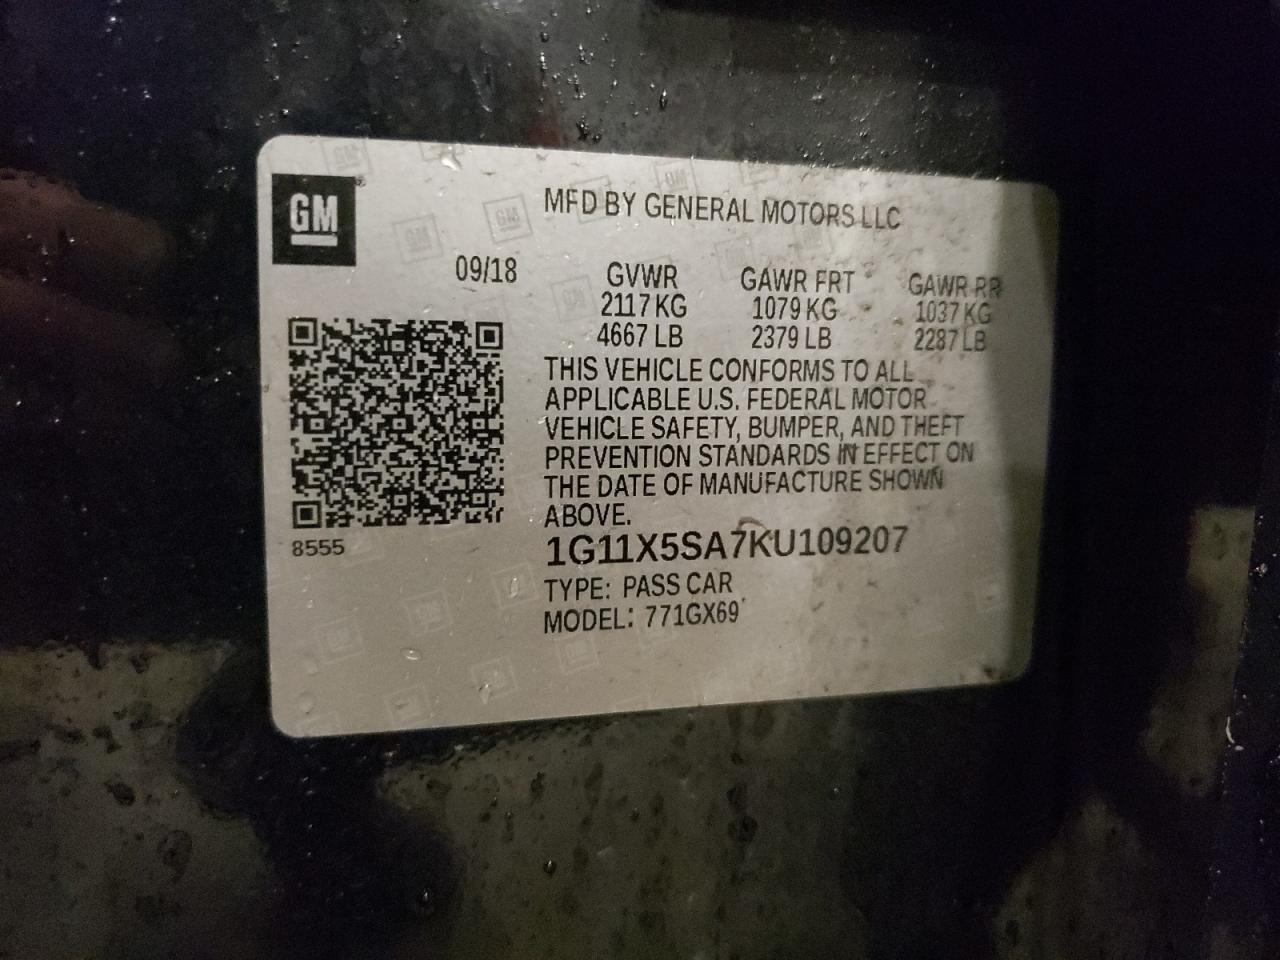 GM
MFD BY GENERAL MOTORS LLC
09/18
GVWR GAWR FRT GAWR RR
2117 KG 1079 KG 1037 KG
4667 LB 2379 LB 2287 LB
THIS VEHICLE CONFORMS TO ALL
APPLICABLE U.S. FEDERAL MOTOR
VEHICLE SAFETY, BUMPER, AND THEFT
PREVENTION STANDARDS IN EFFECT ON
THE DATE OF MANUFACTURE SHOWN
ABOVE.
8555
1G11X5SA7KU109207
TYPE: PASS CAR
MODEL: 771GX69